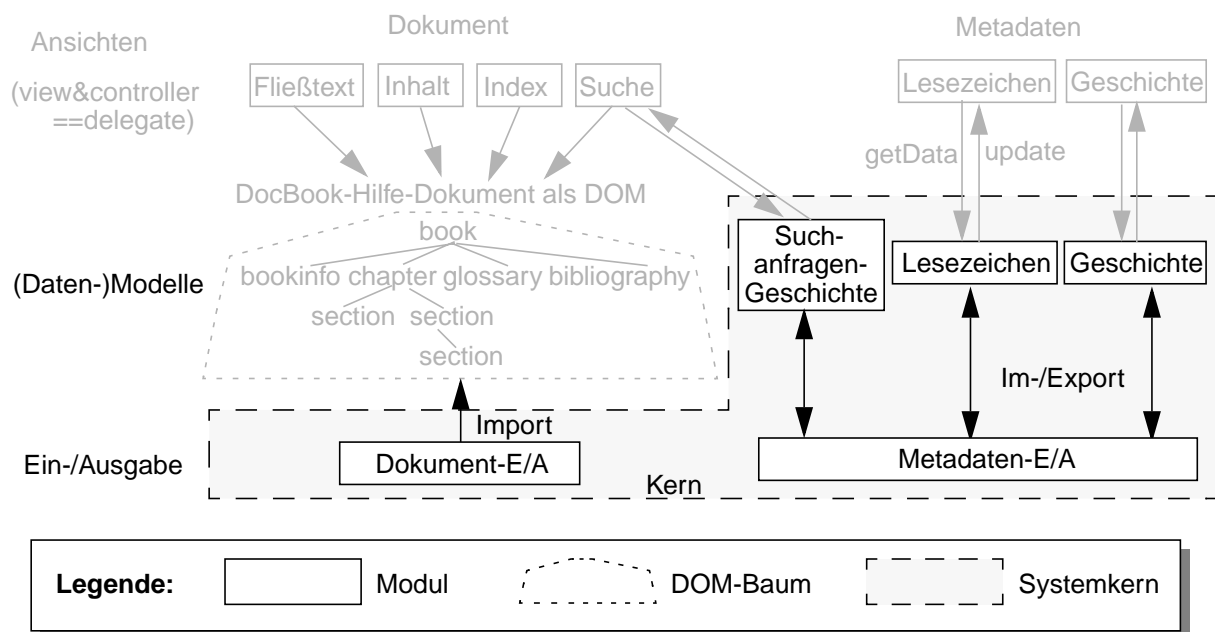 Ansichten
Dokument
Metadaten
(view&controller
==delegate)
Fließtext
Inhalt
Index
Suche
Lesezeichen
Geschichte
getData
update
DocBook-Hilfe-Dokument als DOM
book
bookinfo chapter glossary bibliography
section section
section
(Daten-)Modelle
Such-
anfragen-
Geschichte
Lesezeichen
Geschichte
Im-/Export
Import
Ein-/Ausgabe
Dokument-E/A
Metadaten-E/A
Kern
Legende:
Modul
DOM-Baum
Systemkern